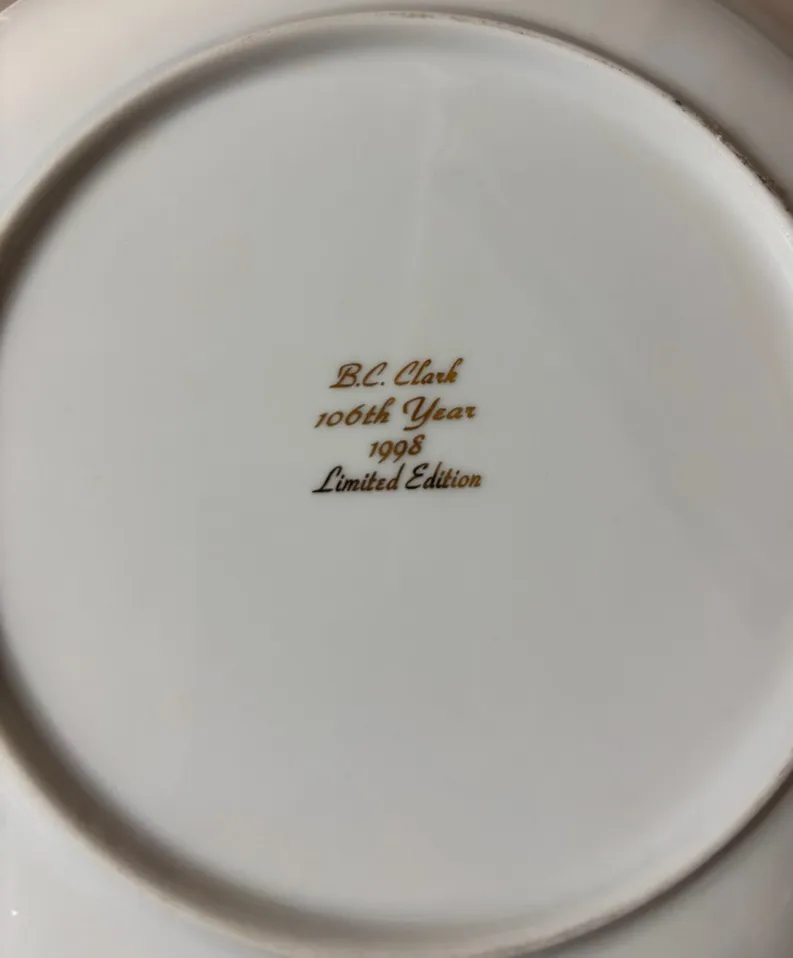 B.C. Clark
106th Year
1998
Limited Edition